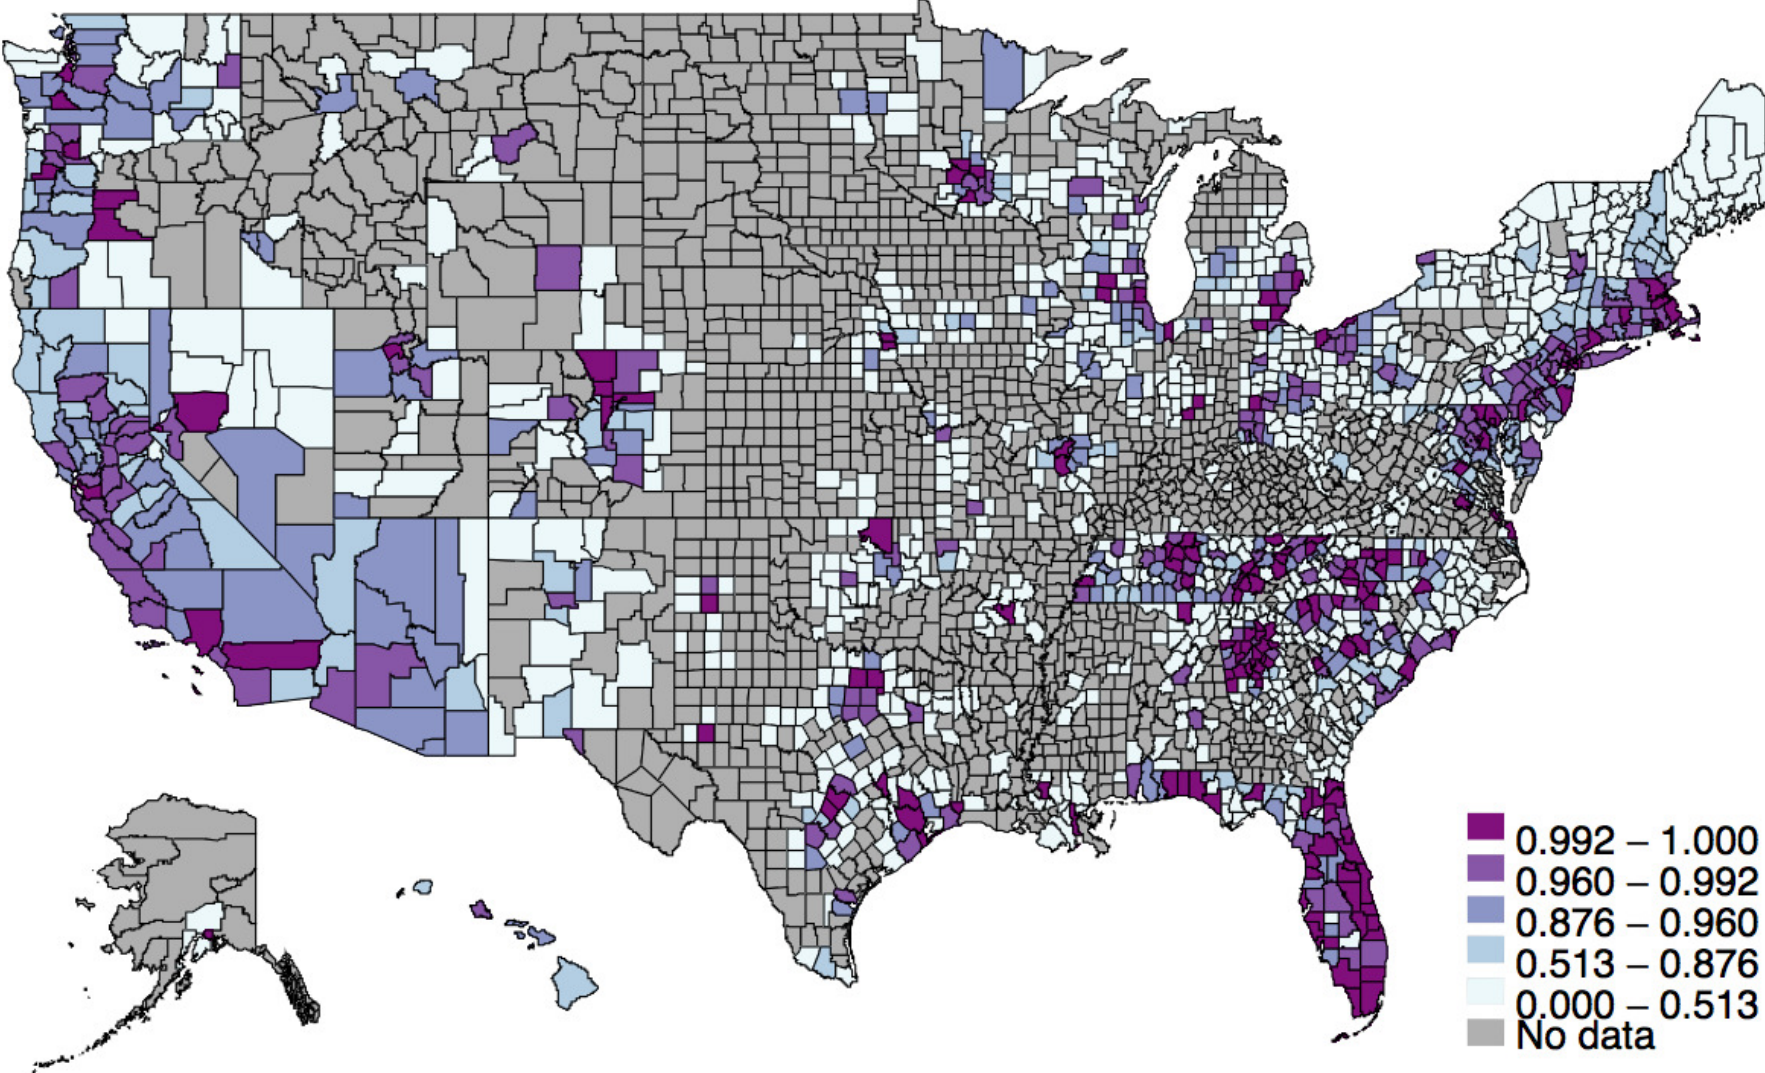 0.992 – 1.000
0.960 – 0.992
0.876 – 0.960
0.513 – 0.876
0.000 – 0.513
No data